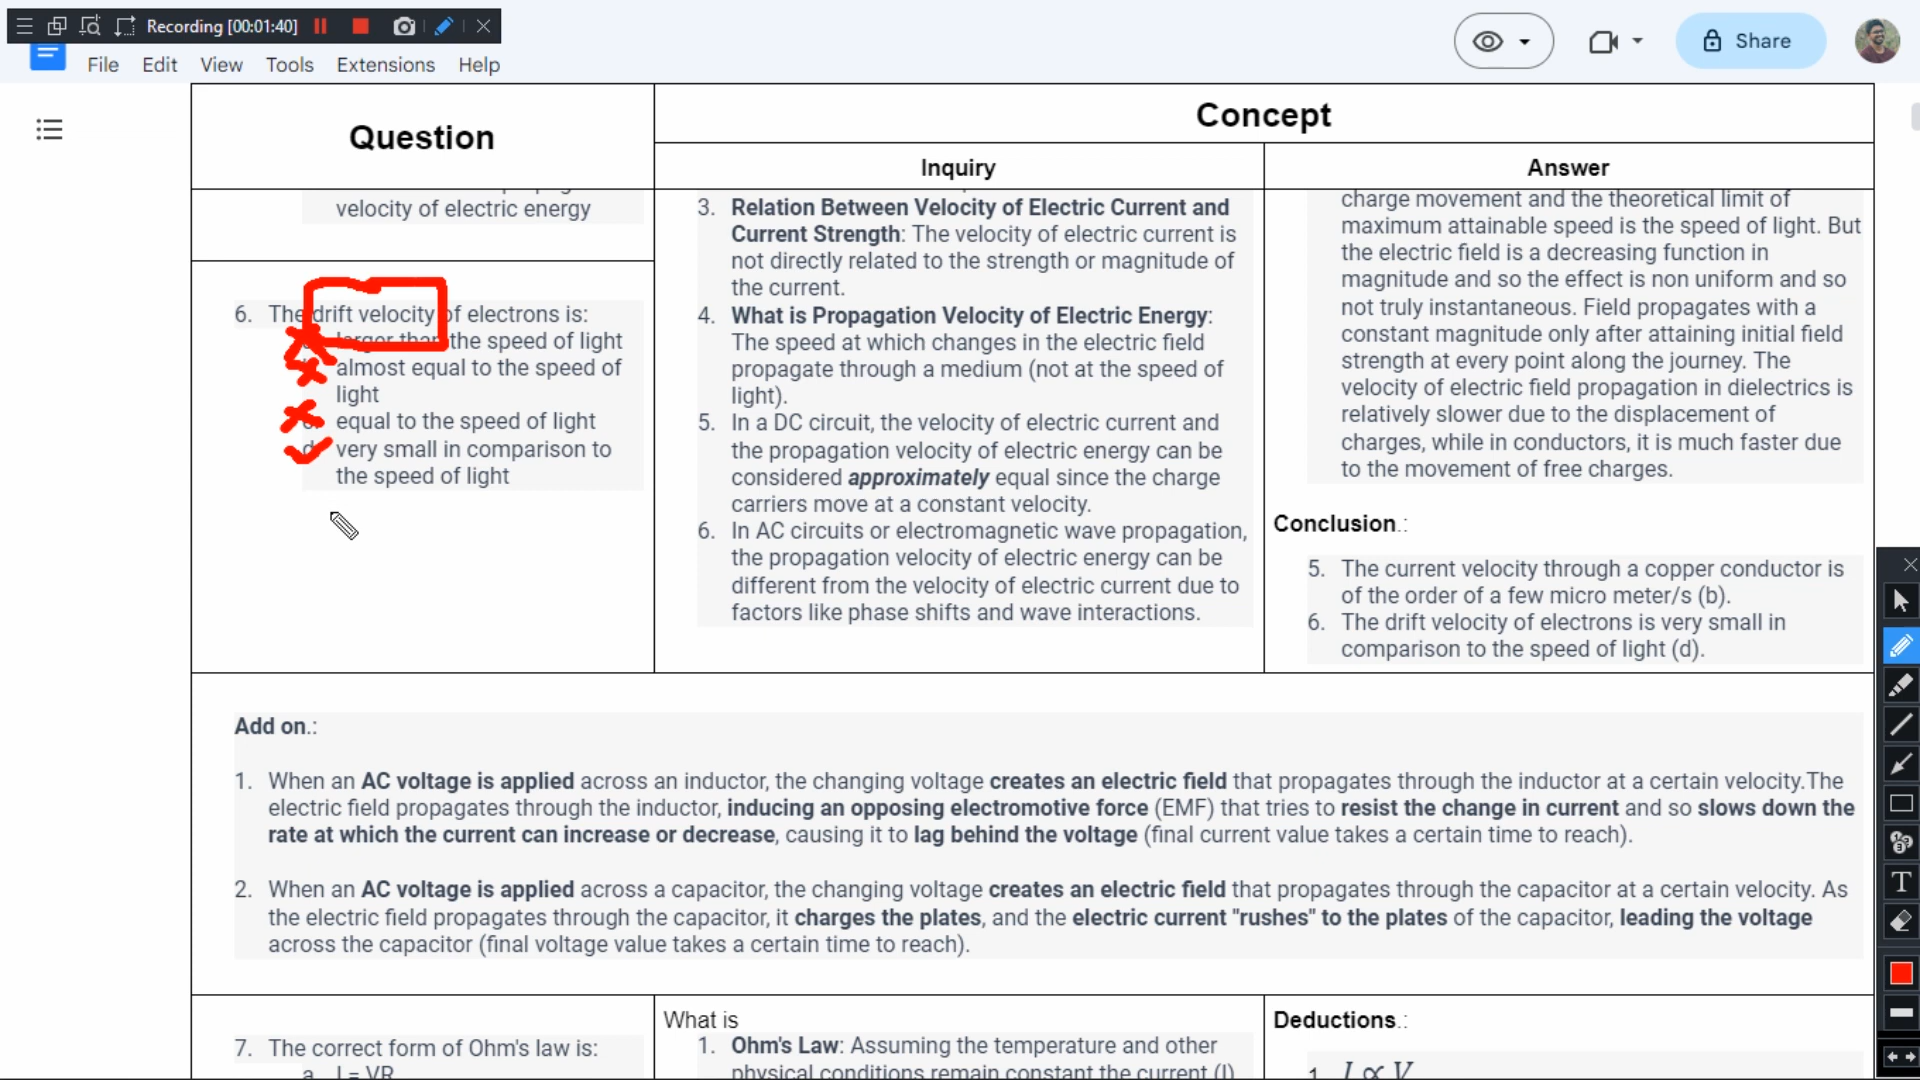 Recording [00:01:40]
File Edit View Tools Extensions Help
Share
Question
Concept
Inquiry
Answer
velocity of electric energy
6. The drift velocity of electrons is:
larger than the speed of light
almost equal to the speed of
light
equal to the speed of light
very small in comparison to
the speed of light
3. Relation Between Velocity of Electric Current and
Current Strength: The velocity of electric current is
not directly related to the strength or magnitude of
the current.
4. What is Propagation Velocity of Electric Energy:
The speed at which changes in the electric field
propagate through a medium (not at the speed of
light).
5. In a DC circuit, the velocity of electric current and
the propagation velocity of electric energy can be
considered approximately equal since the charge
carriers move at a constant velocity.
6. In AC circuits or electromagnetic wave propagation,
the propagation velocity of electric energy can be
different from the velocity of electric current due to
factors like phase shifts and wave interactions.
charge movement and the theoretical limit of
maximum attainable speed is the speed of light. But
the electric field is a decreasing function in
magnitude and so the effect is non uniform and so
not truly instantaneous. Field propagates with a
constant magnitude only after attaining initial field
strength at every point along the journey. The
velocity of electric field propagation in dielectrics is
relatively slower due to the displacement of
charges, while in conductors, it is much faster due
to the movement of free charges.
Conclusion.:
5. The current velocity through a copper conductor is
of the order of a few micro meter/s (b).
6. The drift velocity of electrons is very small in
comparison to the speed of light (d).
Add on.:
1. When an AC voltage is applied across an inductor, the changing voltage creates an electric field that propagates through the inductor at a certain velocity.The
electric field propagates through the inductor, inducing an opposing electromotive force (EMF) that tries to resist the change in current and so slows down the
rate at which the current can increase or decrease, causing it to lag behind the voltage (final current value takes a certain time to reach).
2. When an AC voltage is applied across a capacitor, the changing voltage creates an electric field that propagates through the capacitor at a certain velocity. As
the electric field propagates through the capacitor, it charges the plates, and the electric current "rushes" to the plates of the capacitor, leading the voltage
across the capacitor (final voltage value takes a certain time to reach).
7. The correct form of Ohm's law is:
a. I = VR
What is
1. Ohm's Law: Assuming the temperature and other
physical conditions remain constant the current (I)
Deductions.:
1. I ∝ V